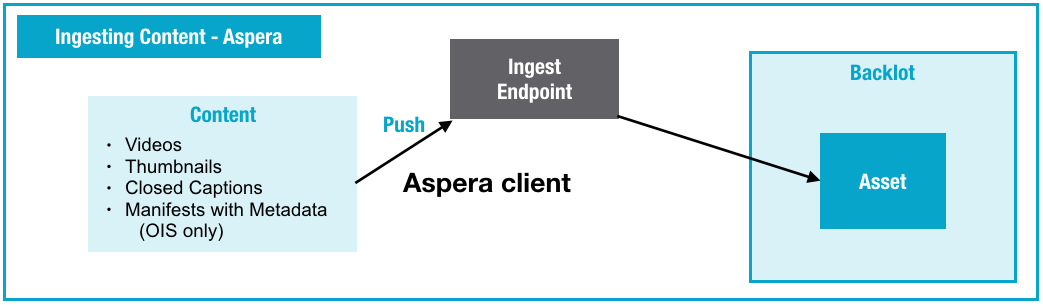 Ingesting Content - Aspera
Content
· Videos
· Thumbnails
· Closed Captions
· Manifests with Metadata
(OIS only)
Push
Aspera client
Ingest
Endpoint
Backlot
Asset